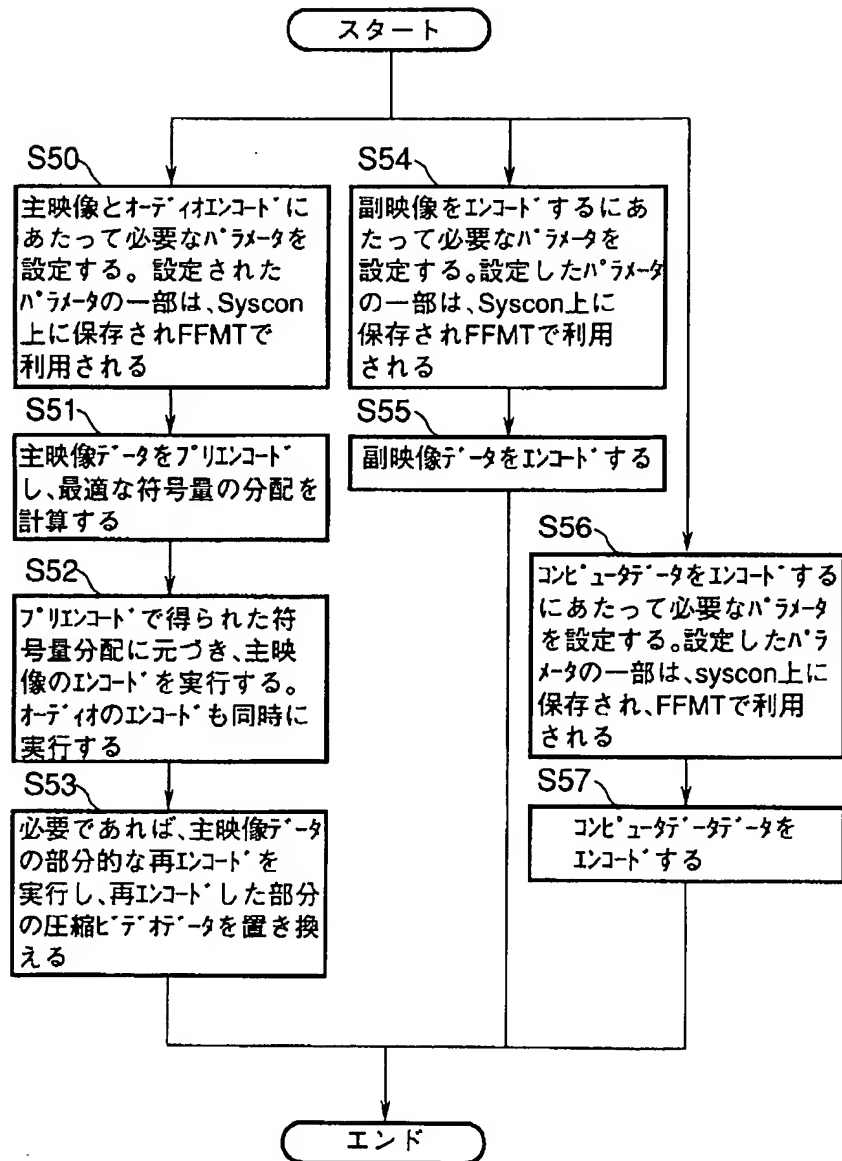 スタート
S50
主映像とオーディオエンコードに
あたって必要なパラメータを
設定する。設定された
パラメータの一部は、Syscon
上に保存されFFMTで
利用される
S51
主映像データをプリエンコード
し、最適な符号量の分配を
計算する
S52
プリエンコードで得られた符
号量分配に元づき、主映
像のエンコードを実行する。
オーディオのエンコードも同時に
実行する
S53
必要であれば、主映像データ
の部分的な再エンコードを
実行し、再エンコードした部分
の圧縮ビデオデータを置き換
える
S54
副映像をエンコードするにあ
たって必要なパラメータを
設定する。設定したパラメータ
の一部は、Syscon上に
保存されFFMTで利用
される
S55
副映像データをエンコードする
S56
コンピュータデータをエンコードする
にあたって必要なパラメータ
を設定する。設定したパラ
メータの一部は、syscon上に
保存され、FFMTで利用
される
S57
コンピュータデータデータを
エンコードする
エンド